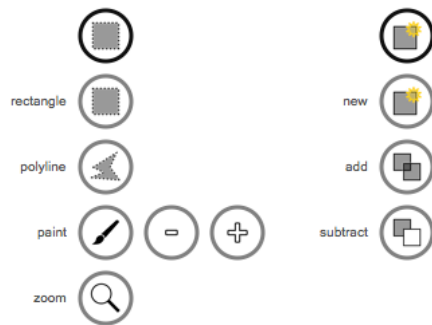 rectangle
new
polyline
add
paint
subtract
zoom